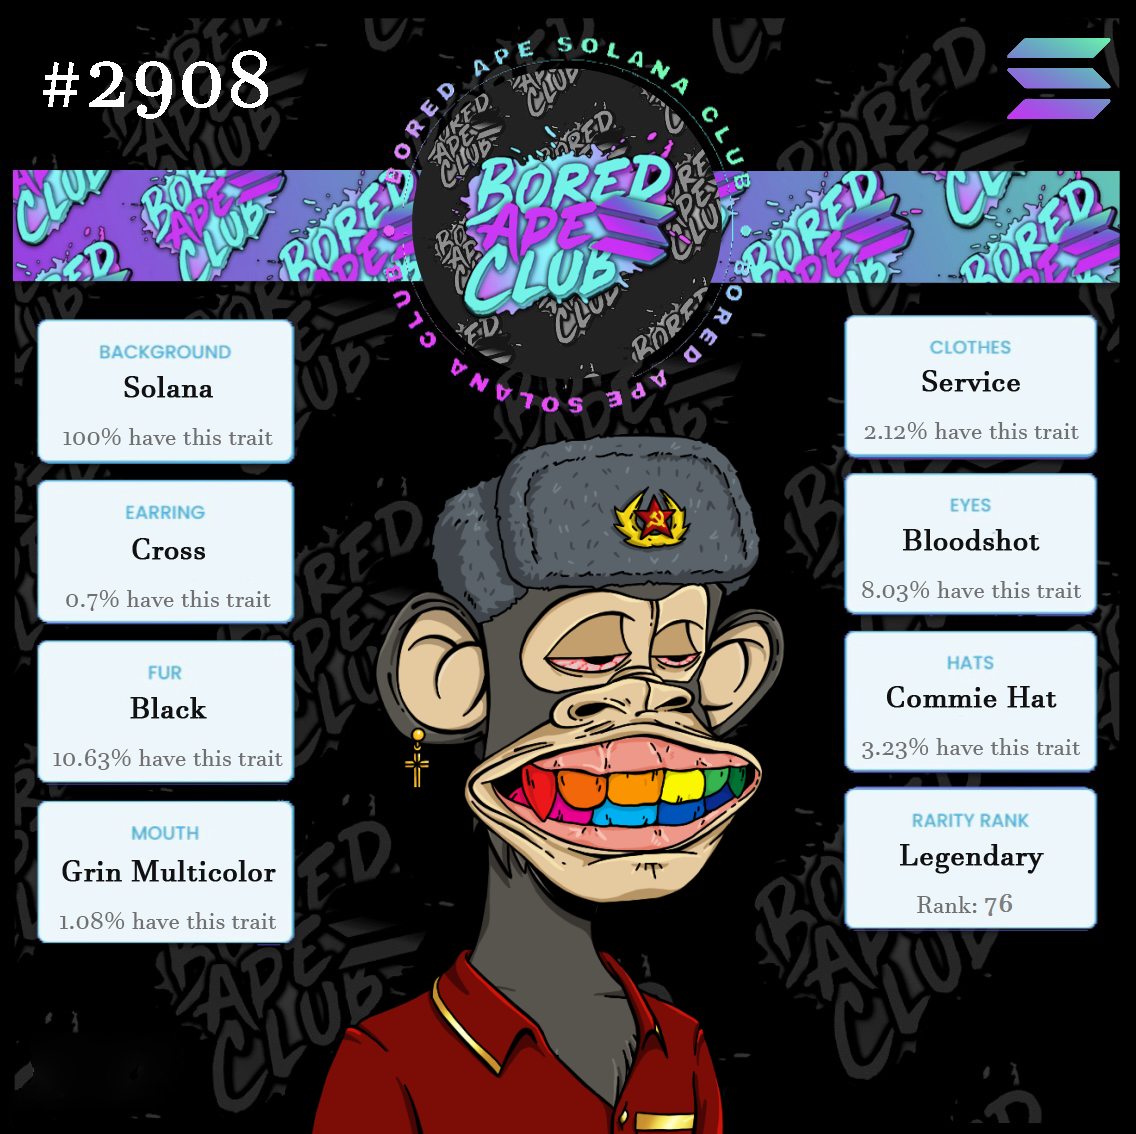 #2908
BORED APE SOLANA CLUB
BORED APE SOLANA CLUB
BORED
APE
CLUB
BACKGROUND
Solana
100% have this trait
EARRING
Cross
0.7% have this trait
FUR
Black
10.63% have this trait
MOUTH
Grin Multicolor
1.08% have this trait
CLOTHES
Service
2.12% have this trait
EYES
Bloodshot
8.03% have this trait
HATS
Commie Hat
3.23% have this trait
RARITY RANK
Legendary
Rank: 76